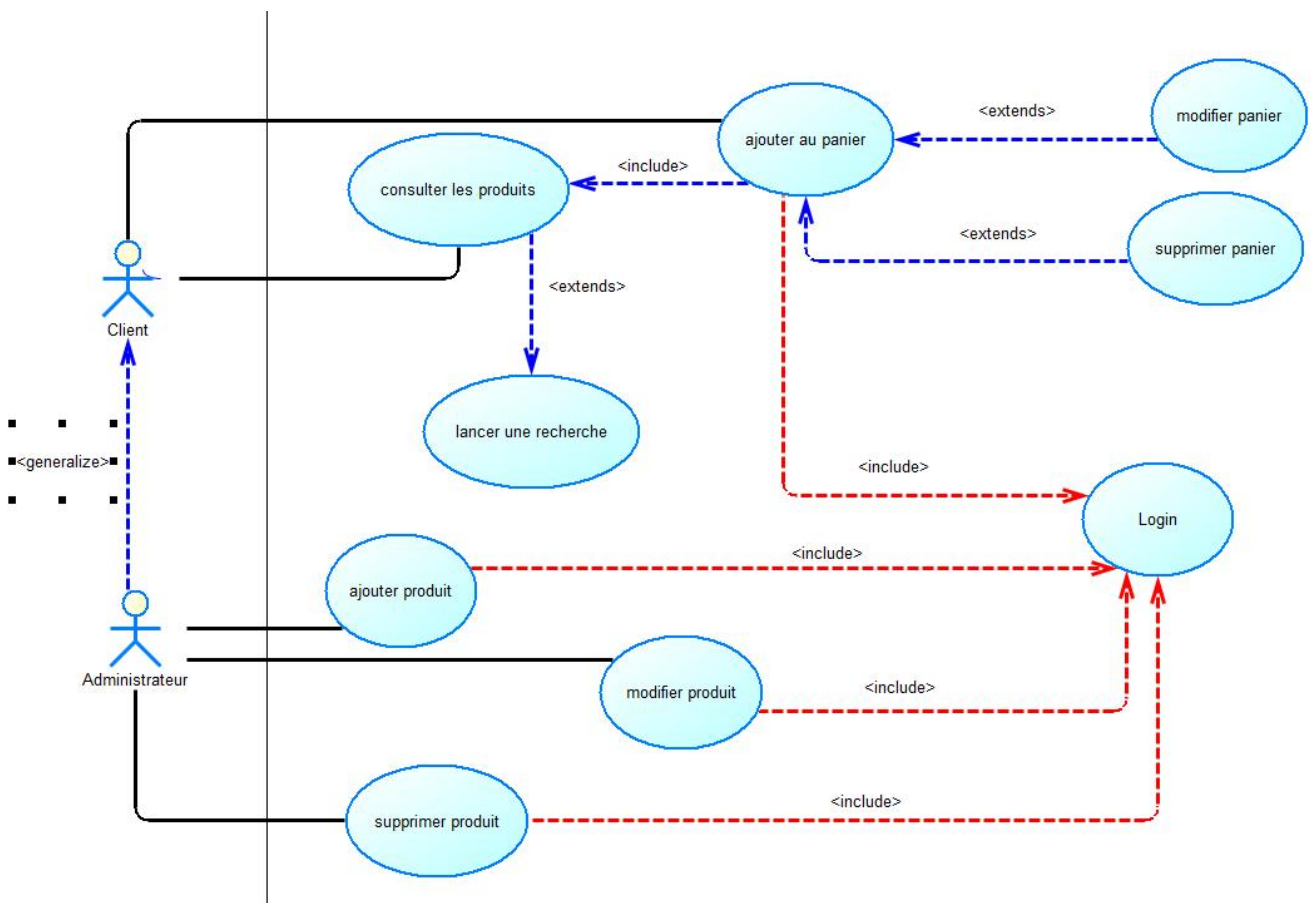 <extends>
modifier panier
ajouter au panier
<include>
consulter les produits
<extends>
supprimer panier
<extends>
Client
lancer une recherche
<generalize>
<include>
Login
<include>
ajouter produit
Administrateur
modifier produit
<include>
<include>
supprimer produit